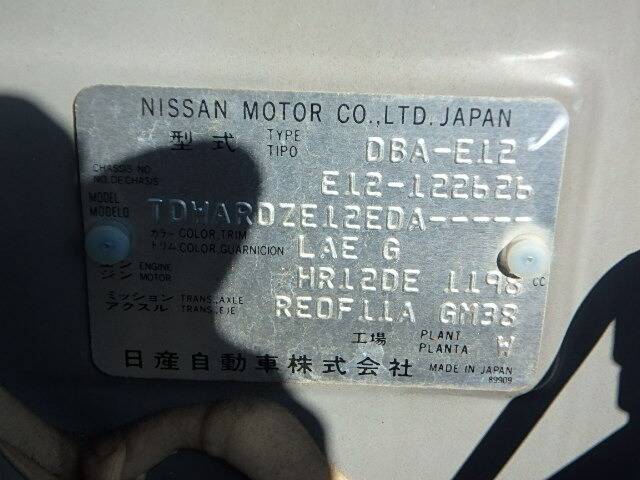 NISSAN MOTOR CO.,LTD. JAPAN
型式 TYPE TIPO DBA-E12
CHASSIS NO. NO. DE CHASIS E12-122626
MODEL MODELO TDWARDZE12EDA-----
カラー COLOR, TRIM トリム COLOR, GUARNICION LAE G
ジン ENGINE MOTOR HR12DE 1198 CC
ミッション TRANS., AXLE アクスル TRANS., EJE RE0F11A GM38
工場 PLANT PLANTA W
日産自動車株式会社 MADE IN JAPAN
89909